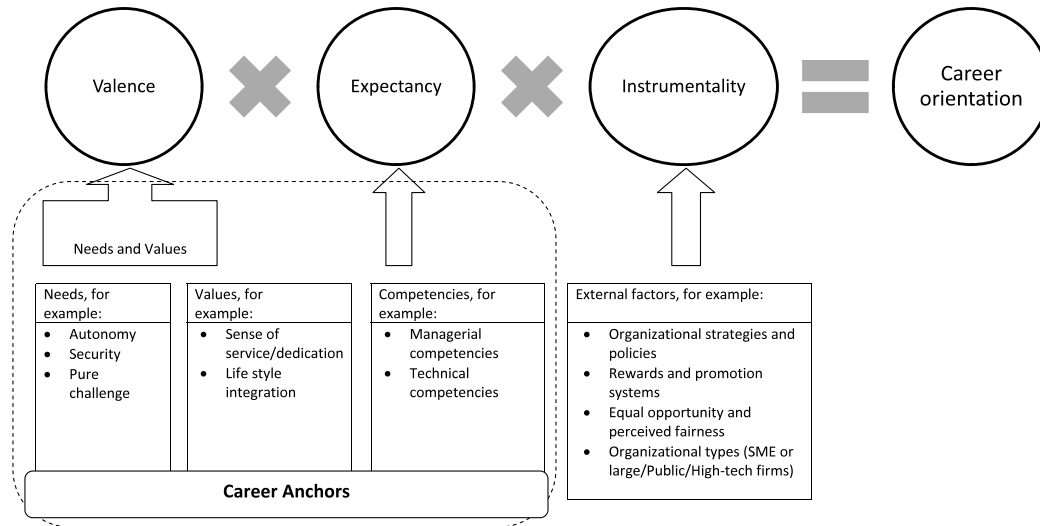 Valence
Expectancy
Instrumentality
Career
orientation
Needs and Values
Needs, for
example:
• Autonomy
• Security
• Pure
challenge
Values, for
example:
• Sense of
service/dedication
• Life style
integration
Competencies, for
example:
• Managerial
competencies
• Technical
competencies
External factors, for example:
• Organizational strategies and
policies
• Rewards and promotion
systems
• Equal opportunity and
perceived fairness
• Organizational types (SME or
large/Public/High-tech firms)
Career Anchors